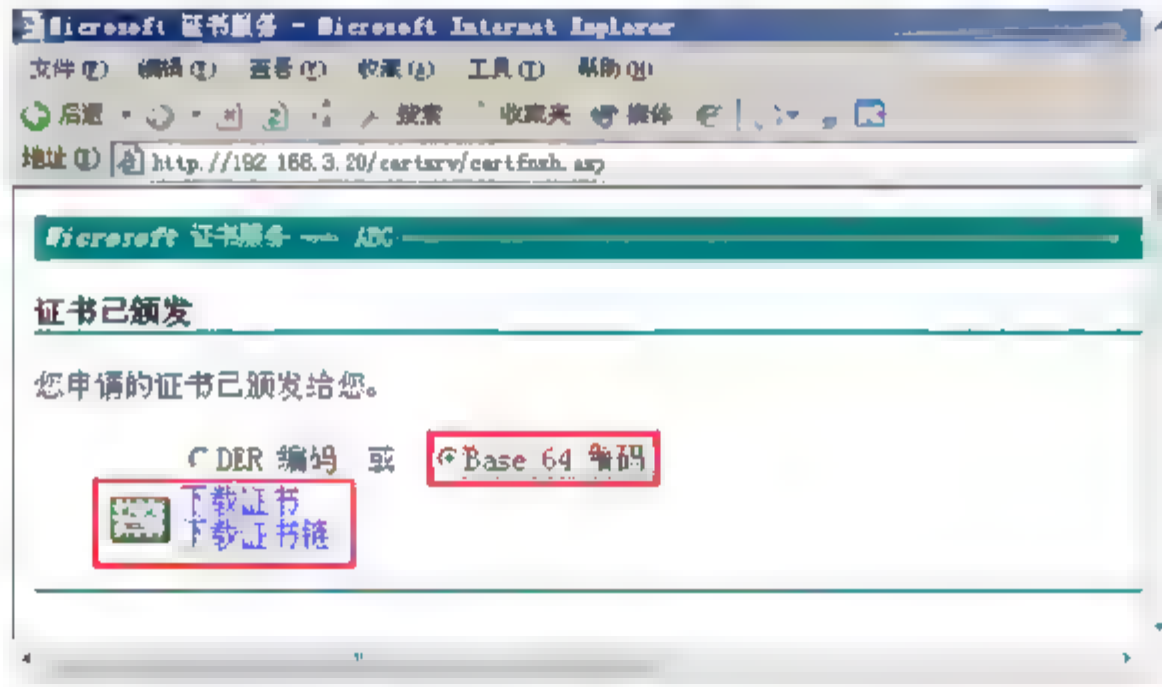 Microsoft 证书服务 - Microsoft Internet Explorer
文件(F) 编辑(E) 查看(V) 收藏(A) 工具(T) 帮助(H)
后退 搜索 收藏夹 媒体
地址(D) http://192.168.3.20/certsrv/certfnsh.asp
Microsoft 证书服务 -- ABC
证书已颁发
您申请的证书已颁发给您。
DER 编码 或 Base 64 编码
下载证书
下载证书链